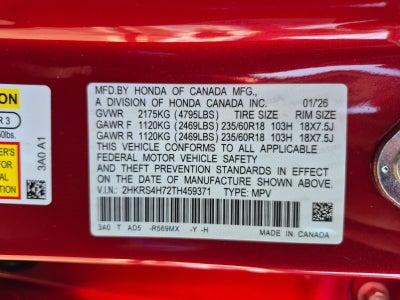 ION
R 3
50lbs.
3A0 A1
MFD.BY HONDA OF CANADA MFG.,
A DIVISION OF HONDA CANADA INC. 01/26
GVWR 2175KG (4795LBS) TIRE SIZE RIM SIZE
GAWR F 1120KG (2469LBS) 235/60R18 103H 18X7.5J
GAWR R 1120KG (2469LBS) 235/60R18 103H 18X7.5J
THIS VEHICLE CONFORMS TO ALL APPLICABLE
FEDERAL MOTOR VEHICLE SAFETY
AND THEFT PREVENTION STANDARDS IN EFFECT
ON THE DATE OF MANUFACTURE SHOWN ABOVE.
V.I.N.: 2HKRS4H72TH459371 TYPE: MPV
3A0 T AD5 -R569MX -Y -H
MADE IN CANADA